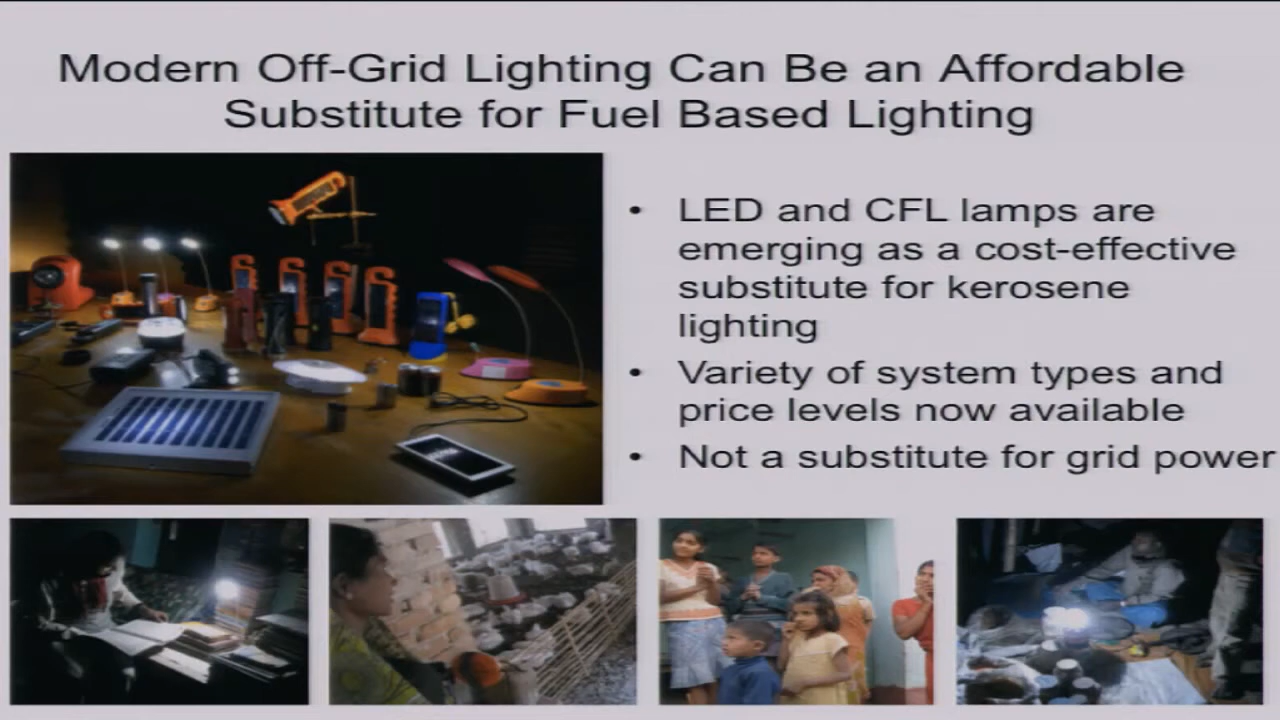 Modern Off-Grid Lighting Can Be an Affordable
Substitute for Fuel Based Lighting
• LED and CFL lamps are
emerging as a cost-effective
substitute for kerosene
lighting
• Variety of system types and
price levels now available
• Not a substitute for grid power